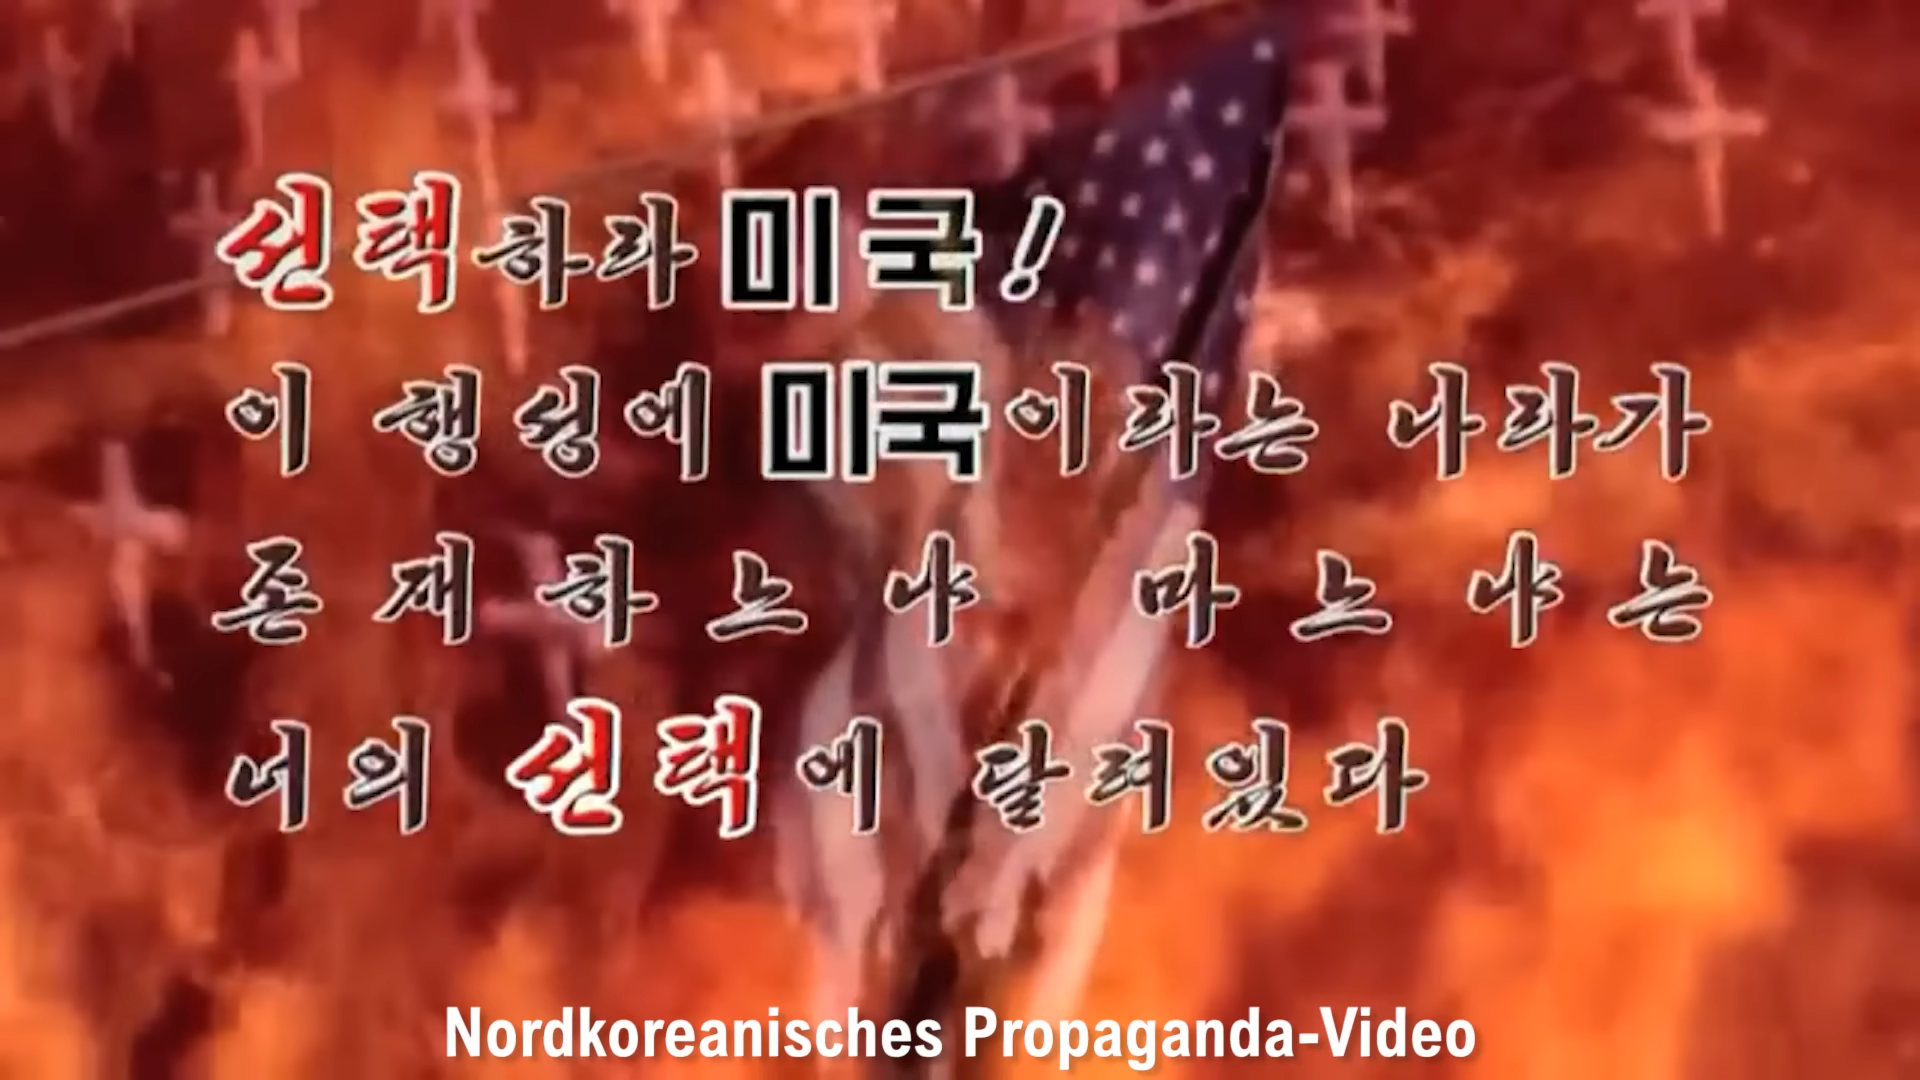 선택하라 미국!
이 행성에 미국이라는 나라가
존재하느냐 마느냐는
너의 선택에 달려있다
Nordkoreanisches Propaganda-Video